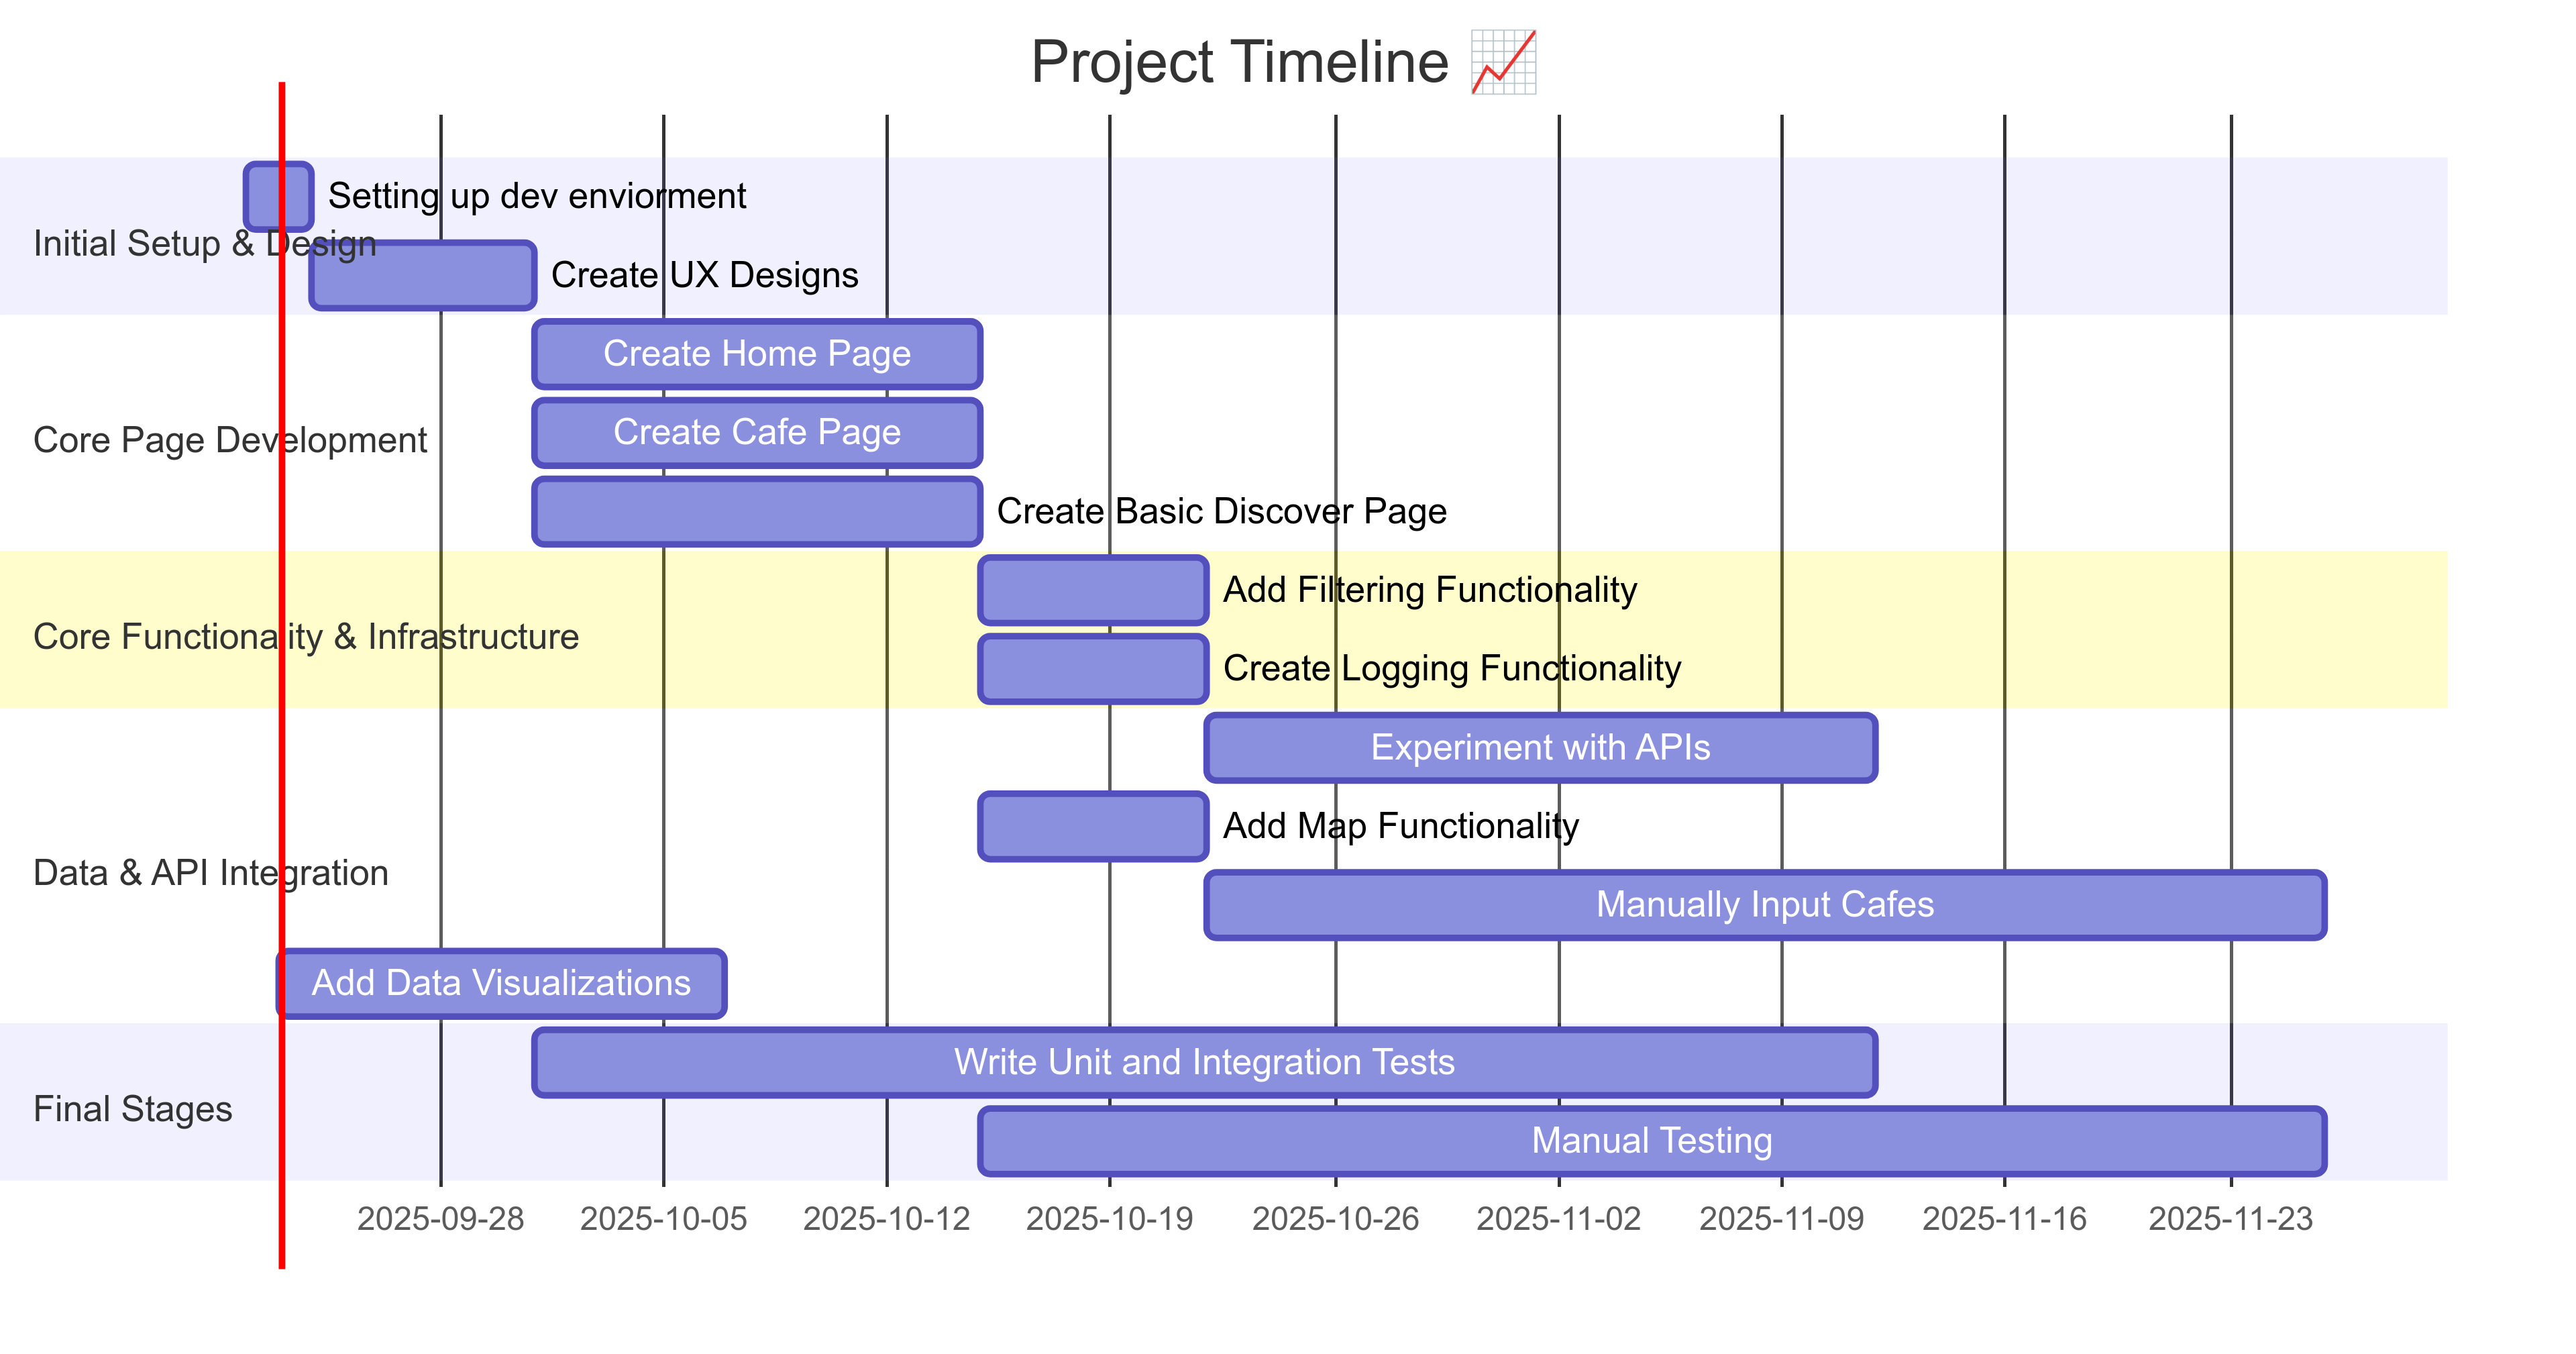 Project Timeline 📈
Setting up dev enviorment
Initial Setup & Design
Create UX Designs
Create Home Page
Create Cafe Page
Core Page Development
Create Basic Discover Page
Add Filtering Functionality
Core Functionality & Infrastructure
Create Logging Functionality
Experiment with APIs
Add Map Functionality
Data & API Integration
Manually Input Cafes
Add Data Visualizations
Write Unit and Integration Tests
Final Stages
Manual Testing
2025-09-28 2025-10-05 2025-10-12 2025-10-19 2025-10-26 2025-11-02 2025-11-09 2025-11-16 2025-11-23